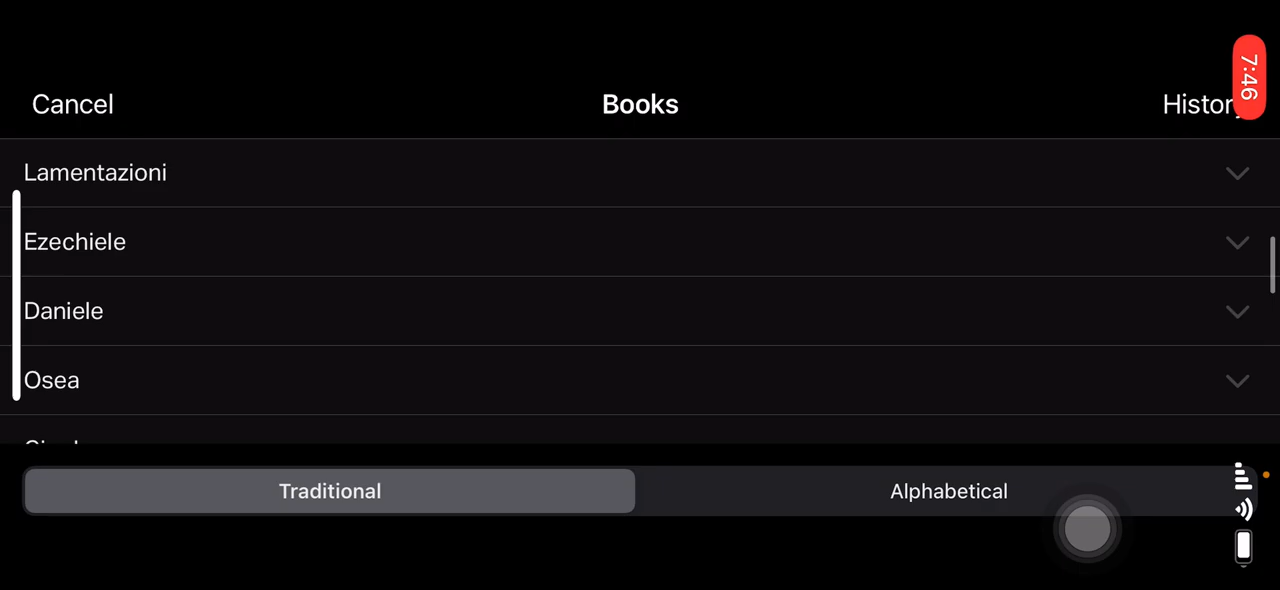 7:46
Cancel
Books
Lamentazioni
Ezechiele
Daniele
Osea
Traditional
Alphabetical